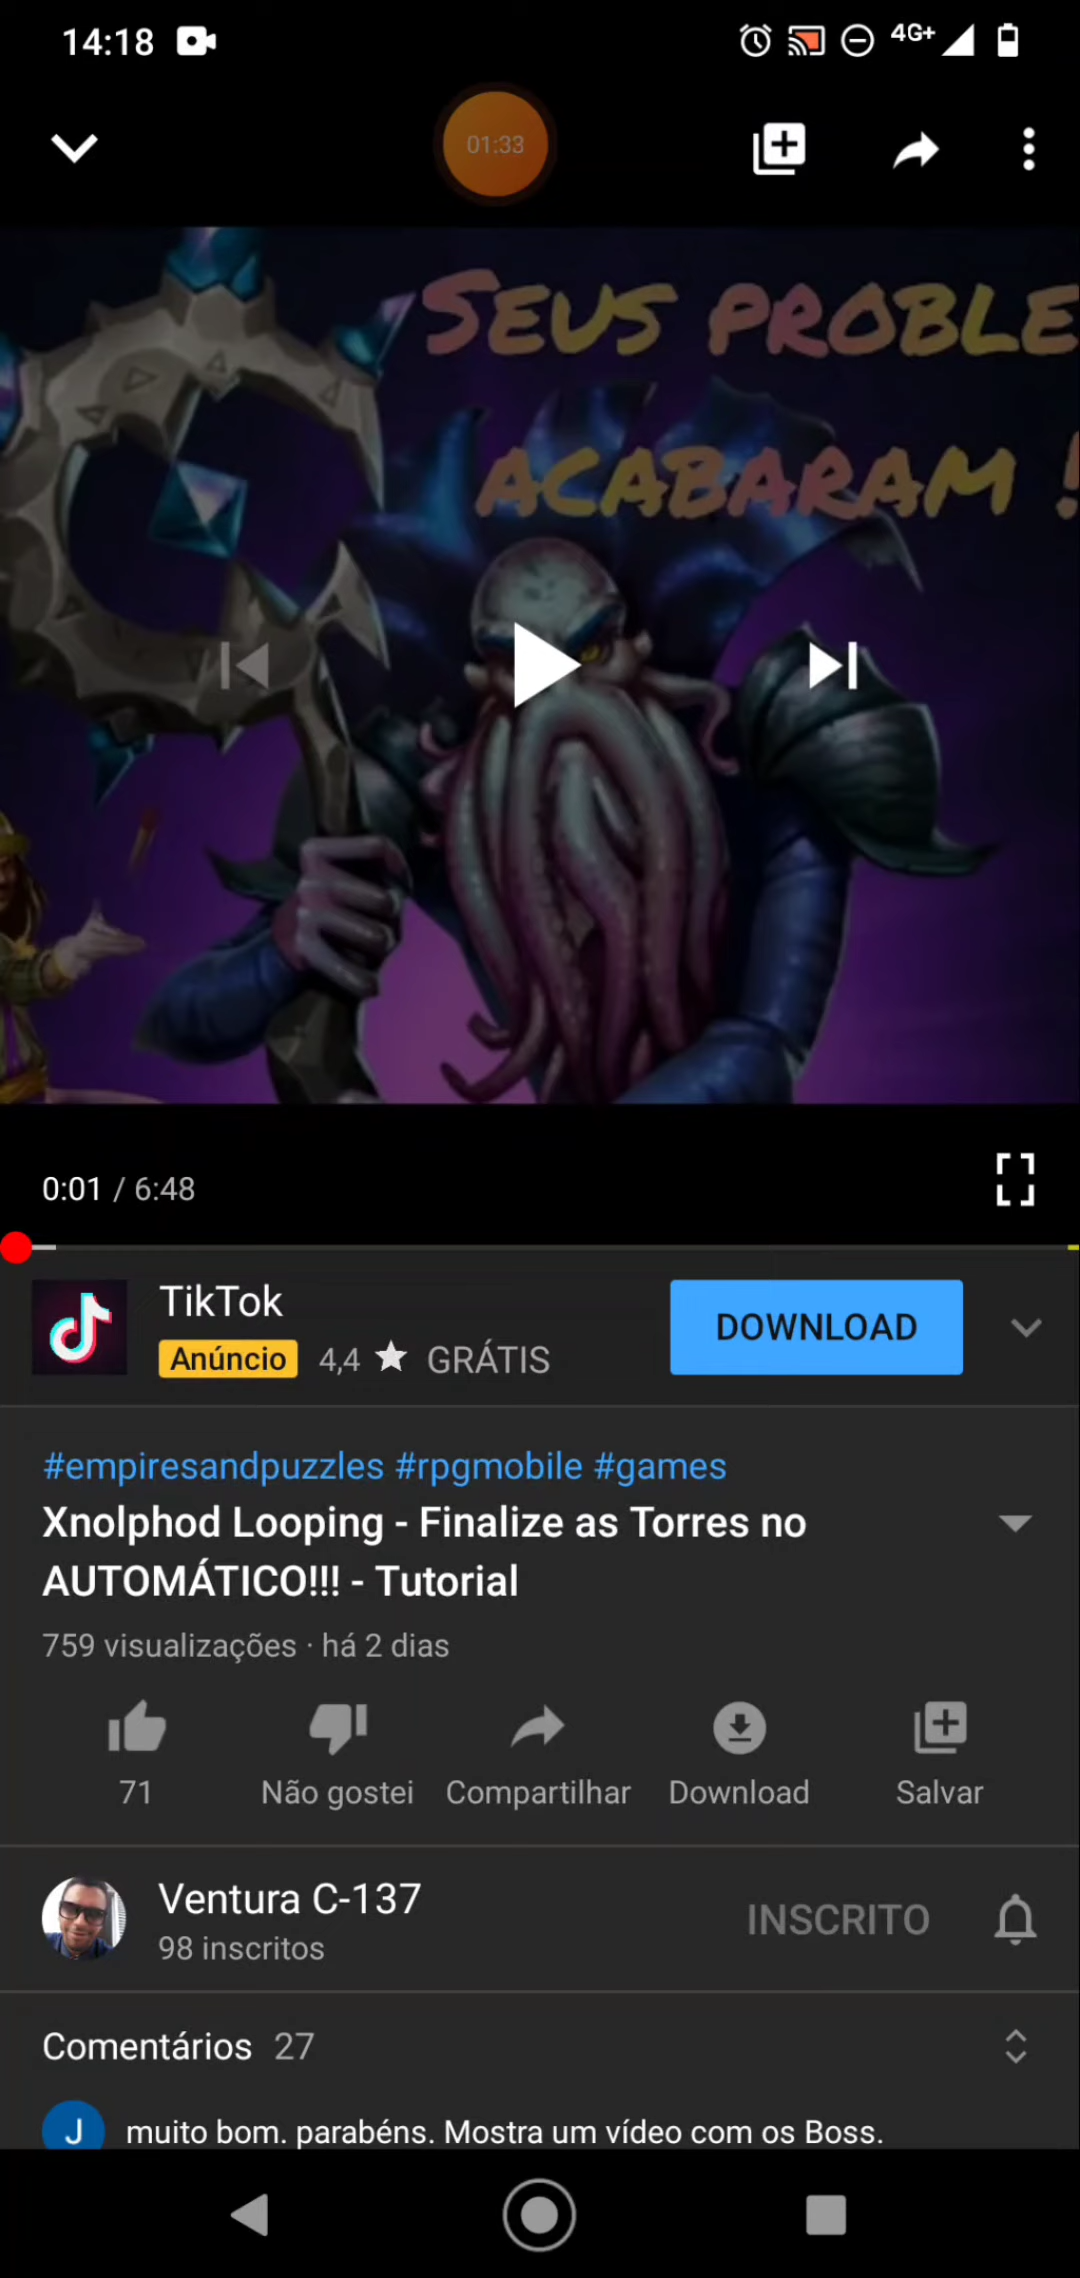 14:18
4G+
01:33
SEUS PROBLE
ACABARAM !
0:01 / 6:48
TikTok
DOWNLOAD
Anúncio 4,4 GRÁTIS
#empiresandpuzzles #rpgmobile #games
Xnolphod Looping - Finalize as Torres no
AUTOMÁTICO!!! - Tutorial
759 visualizações · há 2 dias
71 Não gostei Compartilhar Download Salvar
Ventura C-137
INSCRITO
98 inscritos
Comentários 27
J muito bom. parabéns. Mostra um vídeo com os Boss.